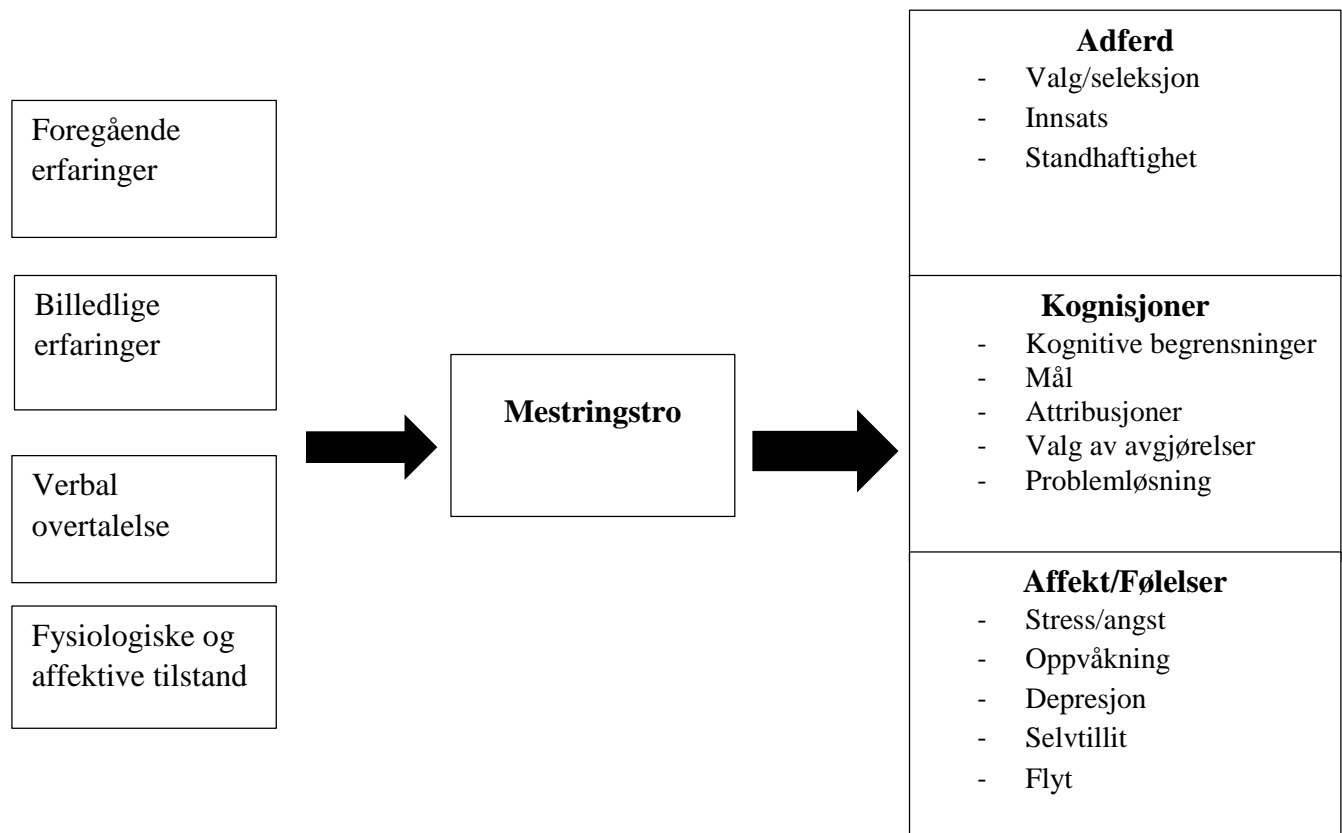 Foregående
erfaringer
Billedlige
erfaringer
Verbal
overtalelse
Fysiologiske og
affektive tilstand
Mestringstro
Adferd
- Valg/seleksjon
- Innsats
- Standhaftighet
Kognisjoner
- Kognitive begrensninger
- Mål
- Attribusjoner
- Valg av avgjørelser
- Problemløsning
Affekt/Følelser
- Stress/angst
- Oppvåkning
- Depresjon
- Selvtillit
- Flyt